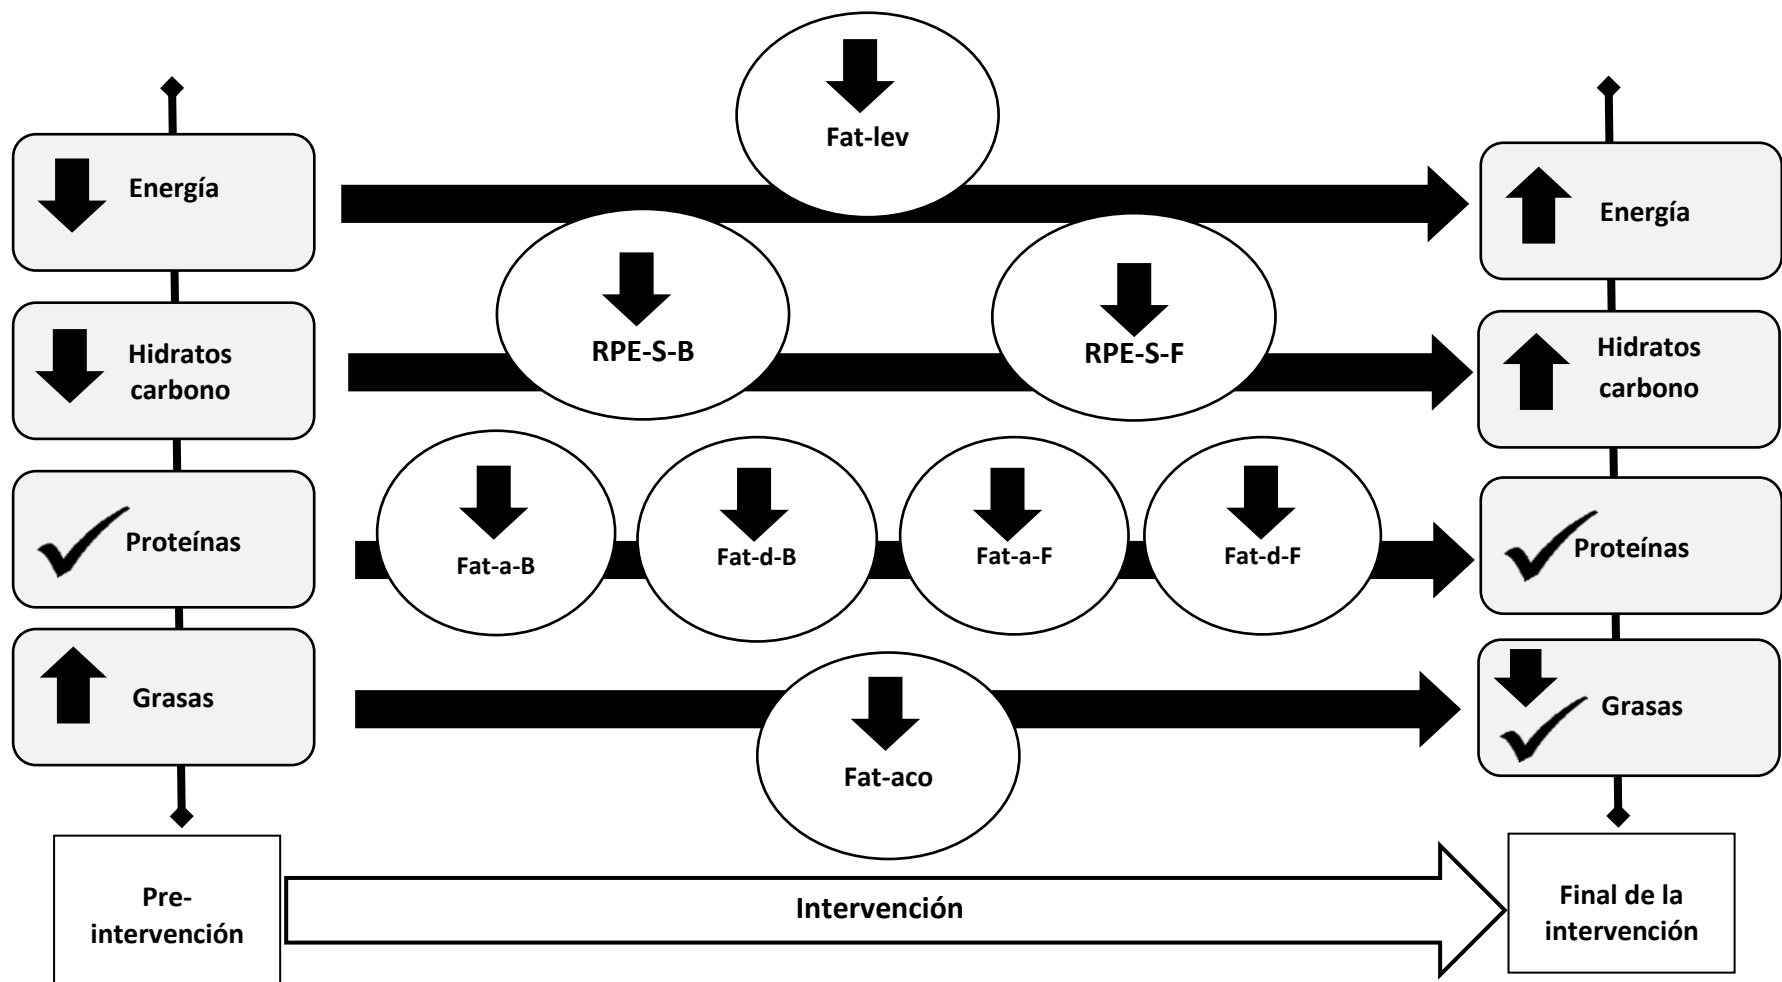 Fat-lev
Energía
Energía
RPE-S-B
RPE-S-F
Hidratos
carbono
Hidratos
carbono
Proteínas
Fat-a-B
Fat-d-B
Fat-a-F
Fat-d-F
Proteínas
Grasas
Grasas
Fat-aco
Pre-
intervención
Intervención
Final de la
intervención